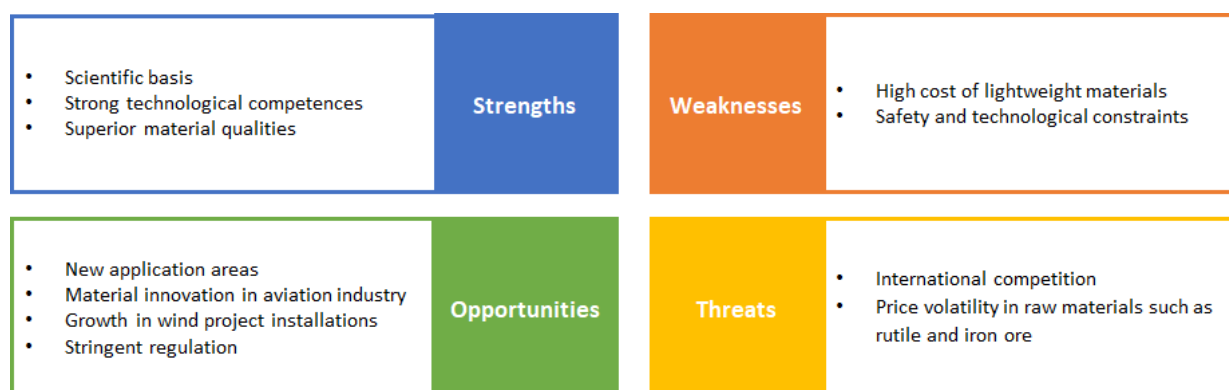 • Scientific basis
• Strong technological competences
• Superior material qualities
Strengths
Weaknesses
• High cost of lightweight materials
• Safety and technological constraints
• New application areas
• Material innovation in aviation industry
• Growth in wind project installations
• Stringent regulation
Opportunities
Threats
• International competition
• Price volatility in raw materials such as
rutile and iron ore